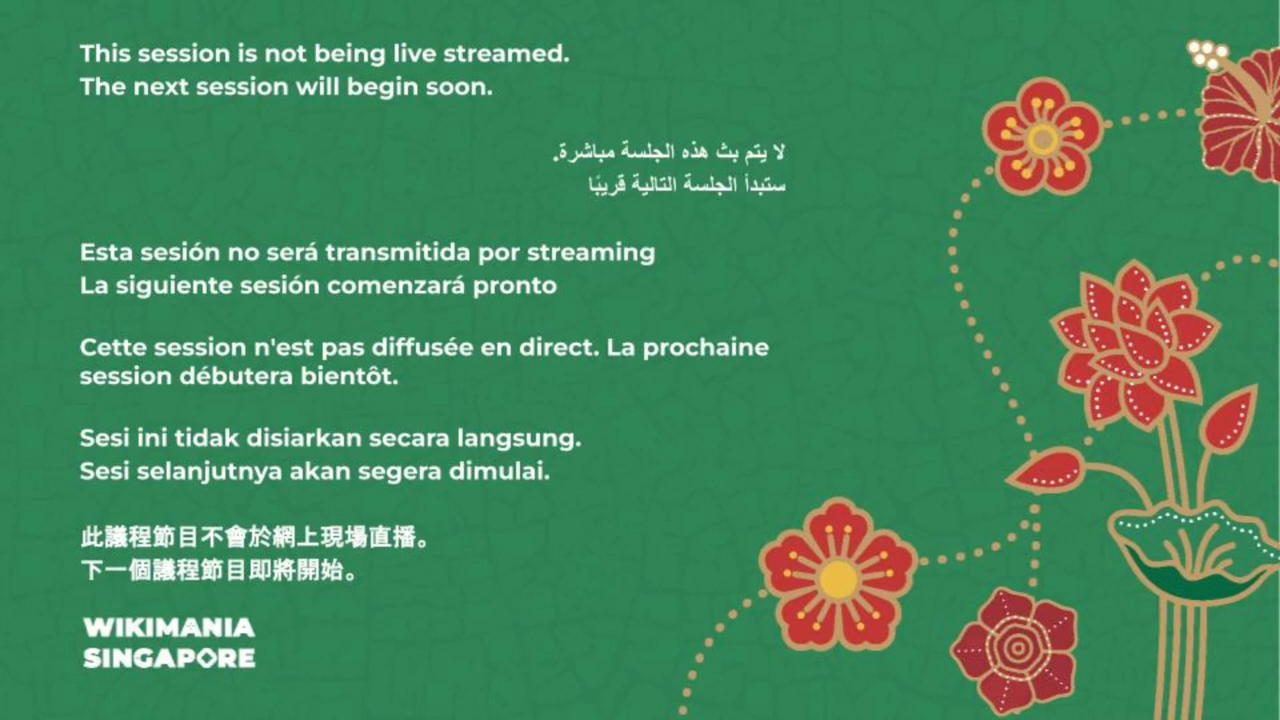 This session is not being live streamed.
The next session will begin soon.
لا يتم بث هذه الجلسة مباشرة.
ستبدأ الجلسة التالية قريبًا
Esta sesión no será transmitida por streaming
La siguiente sesión comenzará pronto
Cette session n'est pas diffusée en direct. La prochaine
session débutera bientôt.
Sesi ini tidak disiarkan secara langsung.
Sesi selanjutnya akan segera dimulai.
此議程節目不會於網上現場直播。
下一個議程節目即將開始。
WIKIMANIA
SINGAPORE